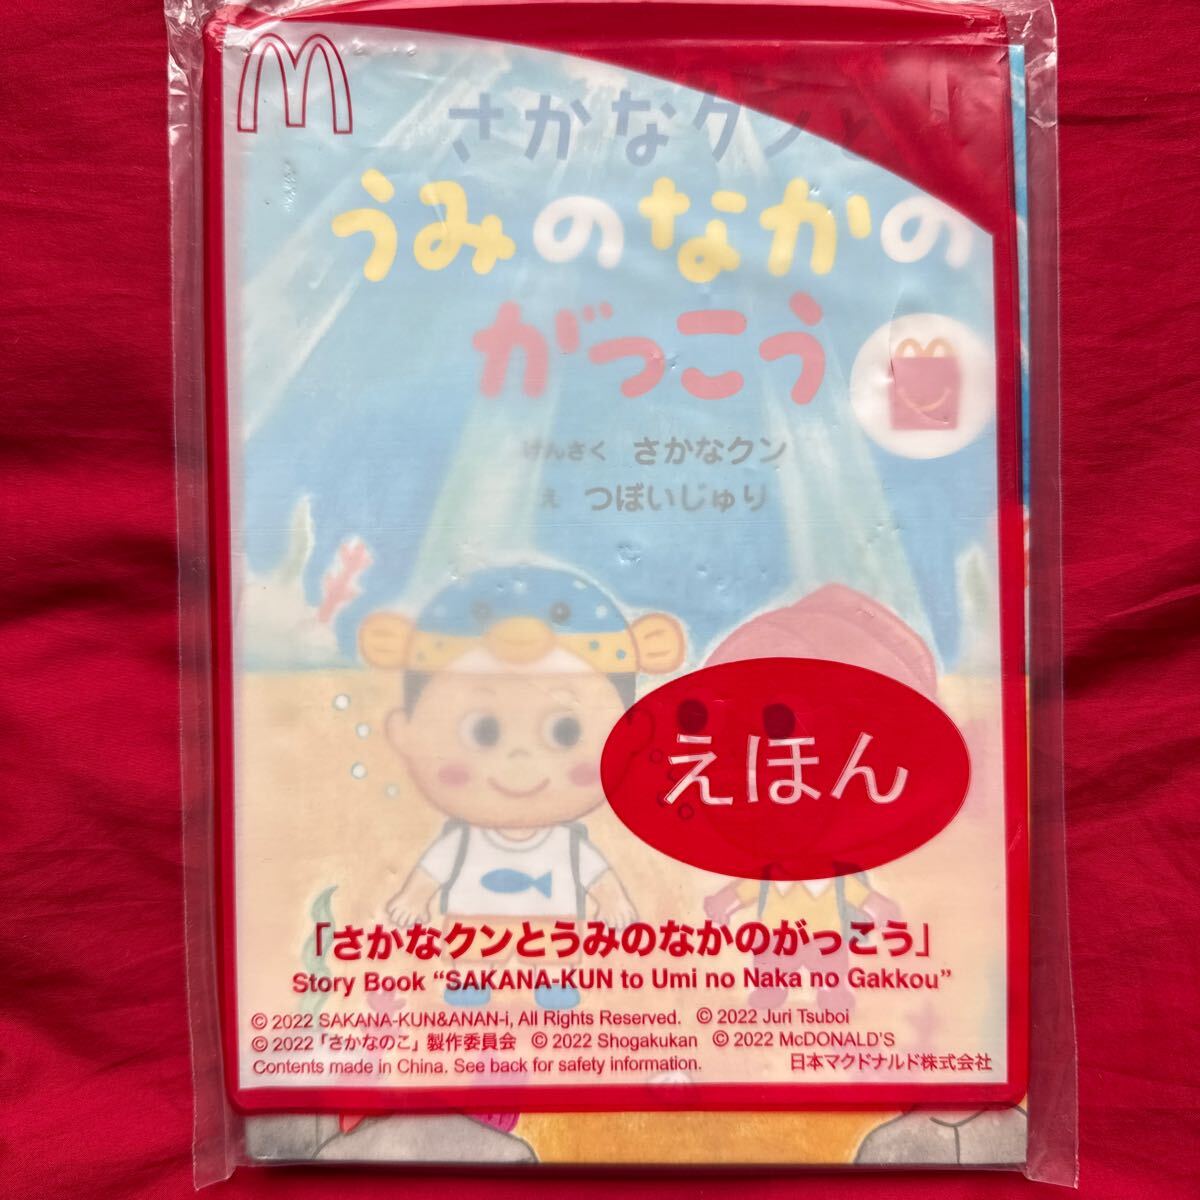 さかなクンと
うみのなかの
がっこう
げんさく さかなクン
え つぼいじゅり
えほん
「さかなクンとうみのなかのがっこう」
Story Book “SAKANA-KUN to Umi no Naka no Gakkou”
© 2022 SAKANA-KUN&ANAN-i, All Rights Reserved. © 2022 Juri Tsuboi
© 2022「さかなのこ」製作委員会 © 2022 Shogakukan © 2022 McDONALD'S
Contents made in China. See back for safety information. 日本マクドナルド株式会社